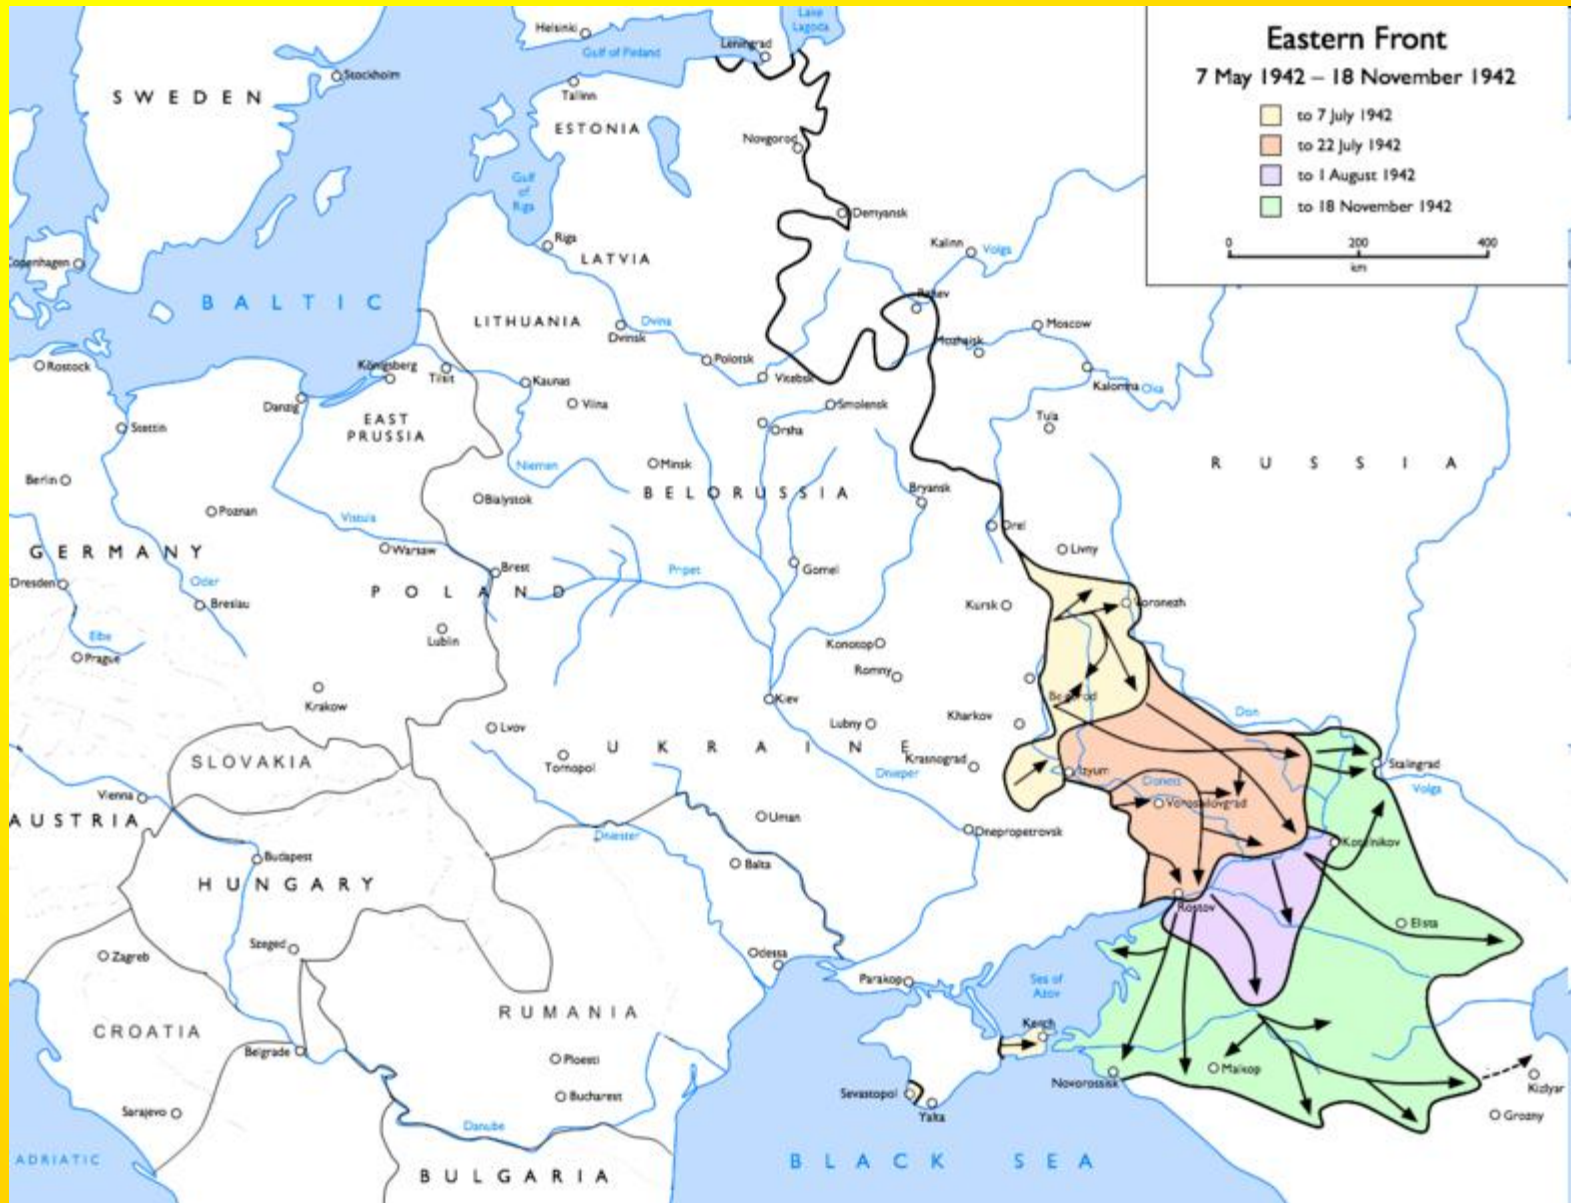 Eastern Front
7 May 1942 – 18 November 1942
to 7 July 1942
to 22 July 1942
to 1 August 1942
to 18 November 1942
0 200 400
km
Helsinki
Lake
Lagoda
Leningrad
Gulf of Finland
Stockholm
SWEDEN
Tallinn
ESTONIA
Novgorod
Gulf
of
Riga
Demyansk
Riga
LATVIA
Kalinn
Volga
Copenhagen
BALTIC
LITHUANIA
Dvina
Dvinsk
Moscow
Mozhaisk
Rostock
Königsberg
Tilsit
Kaunas
Polotsk
Vitebsk
Kalomna
Oka
Danzig
Vilna
Smolensk
EAST
PRUSSIA
Tula
Stettin
Orsha
Niemen
Minsk
RUSSIA
Berlin
Bialystok
BELORUSSIA
Bryansk
Poznan
Vistula
Orel
GERMANY
Warsaw
Livny
Dresden
Oder
Brest
Pripet
Gomel
POLAND
Breslau
Kursk
Voronezh
Elbe
Lublin
Konotop
Prague
Romny
Krakow
Kiev
Belgorod
Lvov
Lubny
Kharkov
Don
UKRAINE
SLOVAKIA
Tornopol
Krasnograd
Dnieper
Izyum
Donets
Stalingrad
Volga
Vienna
Voroshilovgrad
AUSTRIA
Uman
Dniester
Dnepropetrovsk
Kotelnikov
Budapest
Balta
HUNGARY
Rostov
Elista
Szeged
Zagreb
Odessa
Parakop
Sea of
Azov
RUMANIA
CROATIA
Kerch
Belgrade
Ploesti
Maikop
Novorossisk
Kizlyar
Bucharest
Sevastopol
Yalta
Sarajevo
Grozny
Danube
ADRIATIC
BULGARIA
BLACK SEA